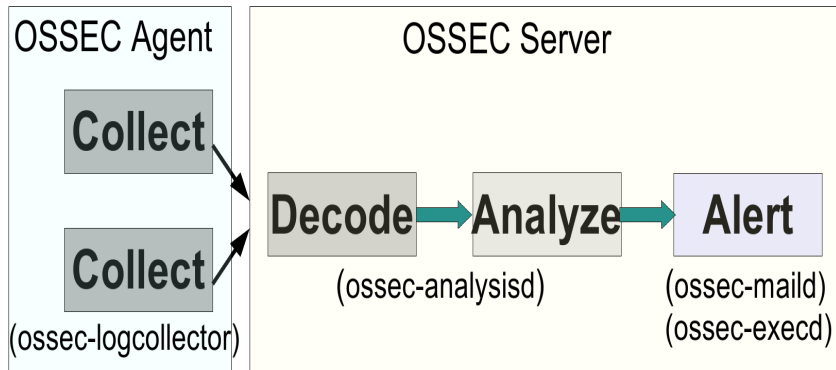 OSSEC Agent
Collect
Collect
(ossec-logcollector)
OSSEC Server
Decode
Analyze
Alert
(ossec-analysisd)
(ossec-maild)
(ossec-execd)